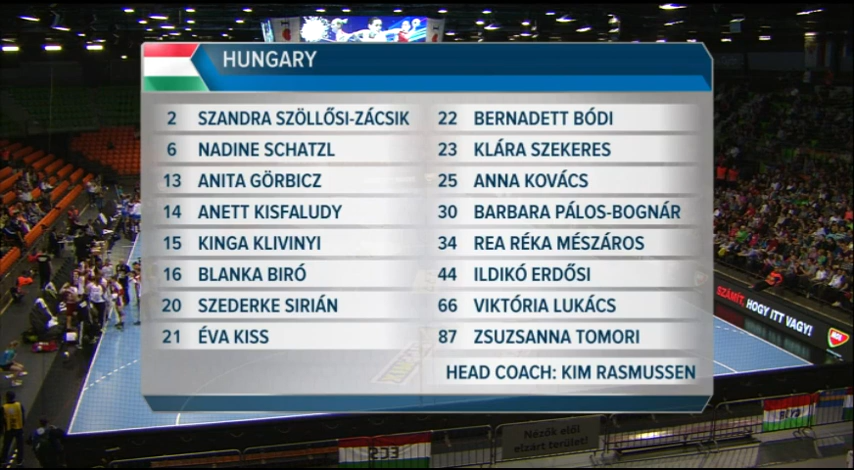 HUNGARY
2 SZANDRA SZÖLLŐSI-ZÁCSIK
6 NADINE SCHATZL
13 ANITA GÖRBICZ
14 ANETT KISFALUDY
15 KINGA KLIVINYI
16 BLANKA BIRÓ
20 SZEDERKE SIRIÁN
21 ÉVA KISS
22 BERNADETT BÓDI
23 KLÁRA SZEKERES
25 ANNA KOVÁCS
30 BARBARA PÁLOS-BOGNÁR
34 REA RÉKA MÉSZÁROS
44 ILDIKÓ ERDŐSI
66 VIKTÓRIA LUKÁCS
87 ZSUZSANNA TOMORI
HEAD COACH: KIM RASMUSSEN
SZÁMÍT, HOGY ITT VAGY!
Nézők elől
elzárt terület!